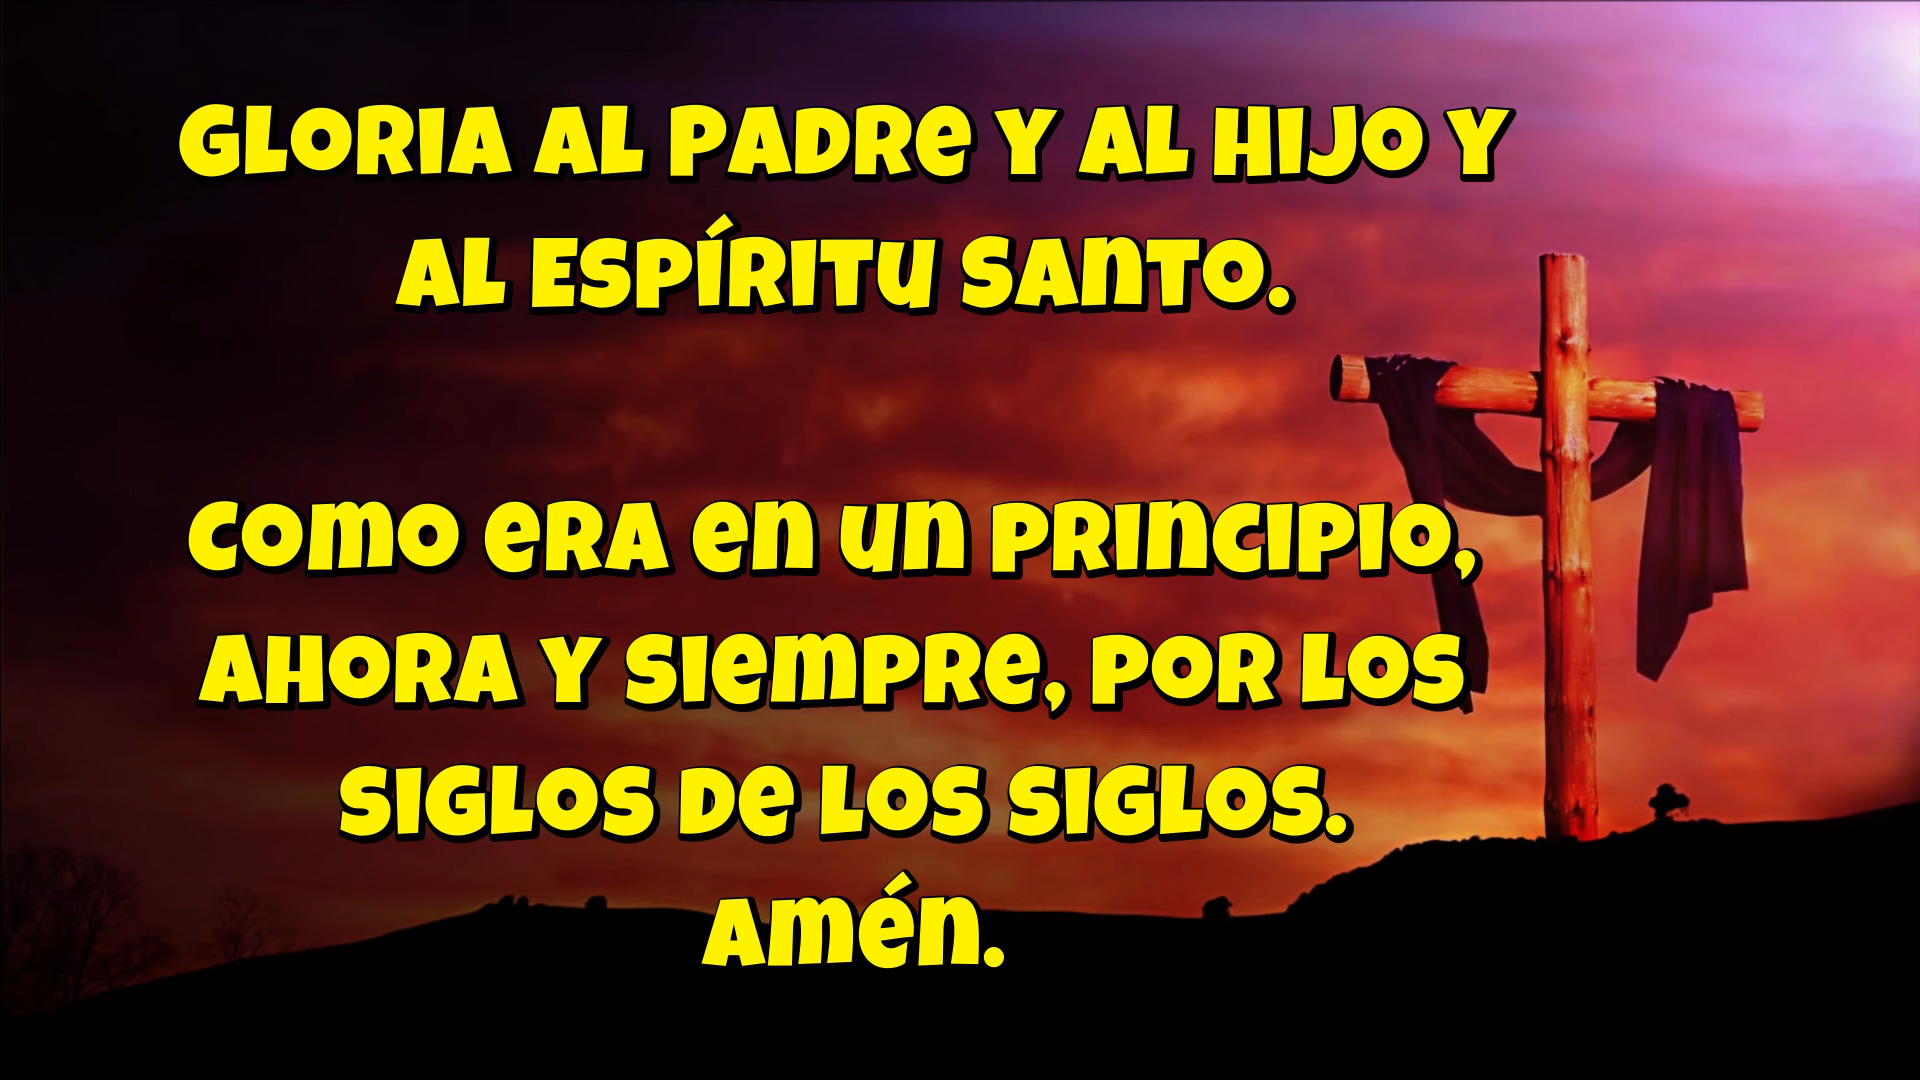 Gloria al Padre y al Hijo y
al Espíritu Santo.
Como era en un principio,
ahora y siempre, por los
siglos de los siglos.
Amén.